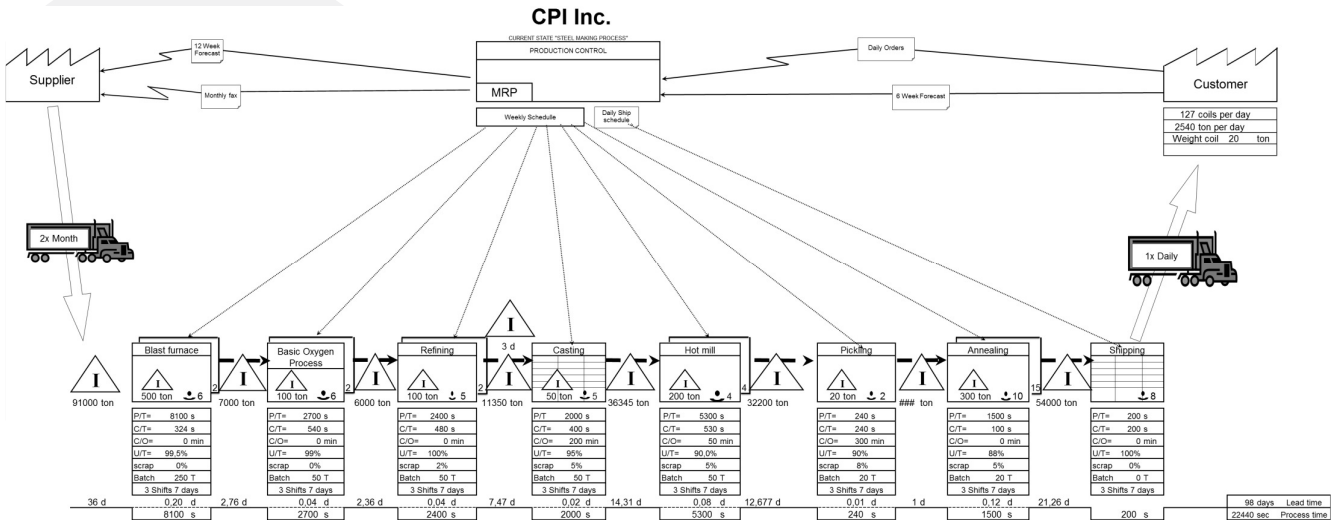 CPI Inc.
CURRENT STATE "STEEL MAKING PROCESS"
PRODUCTION CONTROL
MRP
Weekly Schedule
Daily Ship
schedule
12 Week
Forecast
Monthly fax
Daily Orders
6 Week Forecast
Supplier
Customer
127 coils per day
2540 ton per day
Weight coil 20 ton
2x Month
1x Daily
I
91000 ton
Blast furnace
I
500 ton 6
2
I
7000 ton
Basic Oxygen
Process
I
100 ton 6
2
I
6000 ton
Refining
I
100 ton 5
2
I
3 d
I
11350 ton
Casting
I
50 ton 5
I
36345 ton
Hot mill
I
200 ton 4
4
I
32200 ton
Pickling
I
20 ton 2
I
### ton
Annealing
I
300 ton 10
15
I
54000 ton
Shipping
8
P/T= 8100 s
C/T= 324 s
C/O= 0 min
U/T= 99,5%
scrap 0%
Batch 250 T
3 Shifts 7 days
P/T= 2700 s
C/T= 540 s
C/O= 0 min
U/T= 99%
scrap 0%
Batch 50 T
3 Shifts 7 days
P/T= 2400 s
C/T= 480 s
C/O= 0 min
U/T= 100%
scrap 2%
Batch 50 T
3 Shifts 7 days
P/T 2000 s
C/T= 400 s
C/O= 200 min
U/T= 95%
scrap 5%
Batch 50 T
3 Shifts 7 days
P/T= 5300 s
C/T= 530 s
C/O= 50 min
U/T= 90,0%
scrap 5%
Batch 50 T
3 Shifts 7 days
P/T= 240 s
C/T= 240 s
C/O= 300 min
U/T= 90%
scrap 8%
Batch 20 T
3 Shifts 7 days
P/T= 1500 s
C/T= 100 s
C/O= 0 min
U/T= 88%
scrap 5%
Batch 20 T
3 Shifts 7 days
P/T= 200 s
C/T= 200 s
C/O= 0 min
U/T= 100%
scrap 0%
Batch 0 T
3 Shifts 7 days
36 d 0,20 d 2,76 d 0,04 d 2,36 d 0,04 d 7,47 d 0,02 d 14,31 d 0,08 d 12,677 d 0,01 d 1 d 0,12 d 21,26 d
8100 s 2700 s 2400 s 2000 s 5300 s 240 s 1500 s 200 s
98 days Lead time
22440 sec Process time